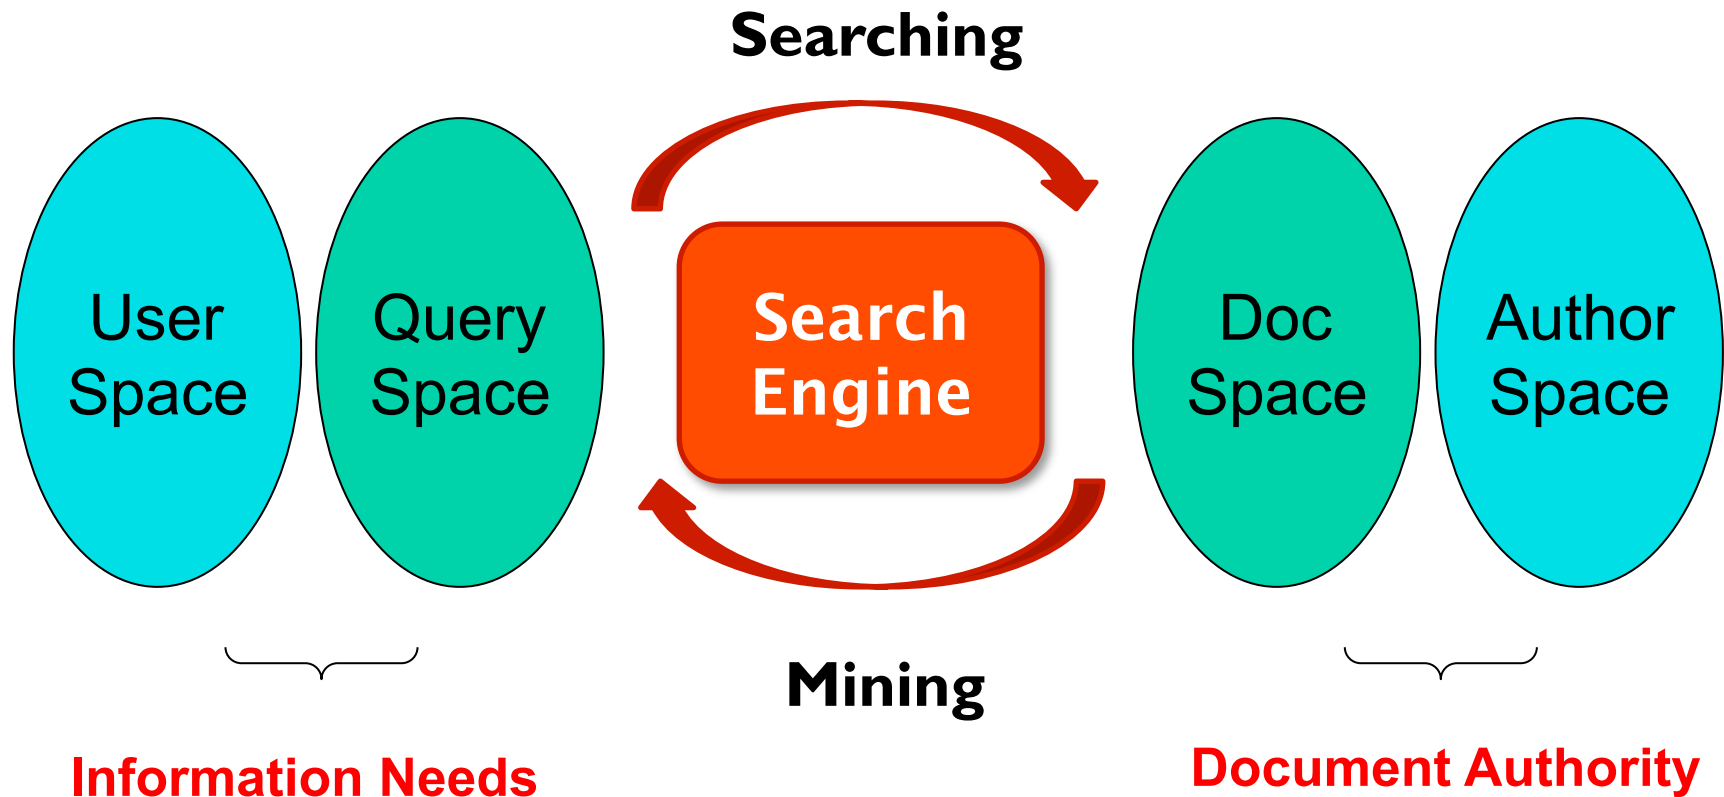 Searching
User
Space
Query
Space
Search
Engine
Doc
Space
Author
Space
Mining
Information Needs
Document Authority